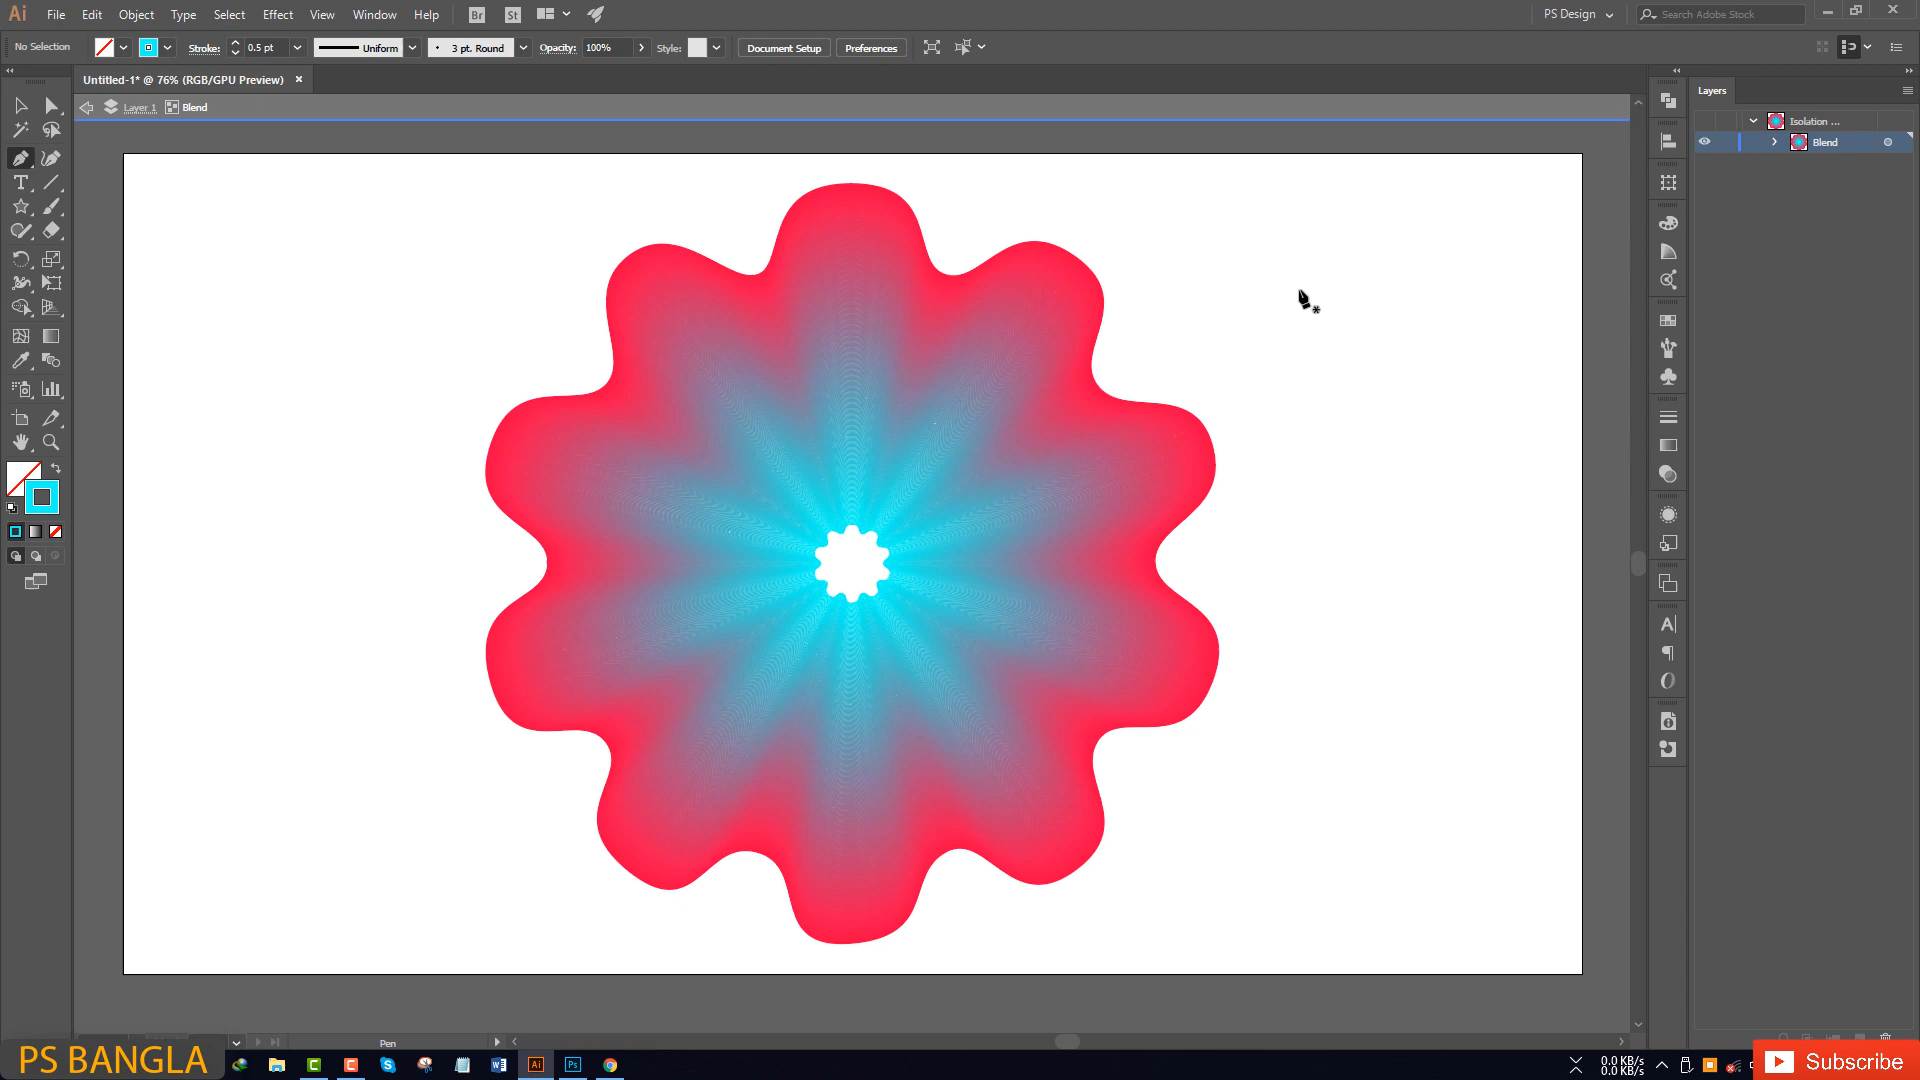 Ai File Edit Object Type Select Effect View Window Help Br St PS Design Search Adobe Stock
No Selection Stroke: 0.5 pt Uniform 3 pt. Round Opacity: 100% Style: Document Setup Preferences
Untitled-1* @ 76% (RGB/GPU Preview) ×
Layer 1 Blend
Layers
Isolation ...
Blend
Pen
PS BANGLA
Ai Ps
0.0 KB/s
0.0 KB/s
Subscribe